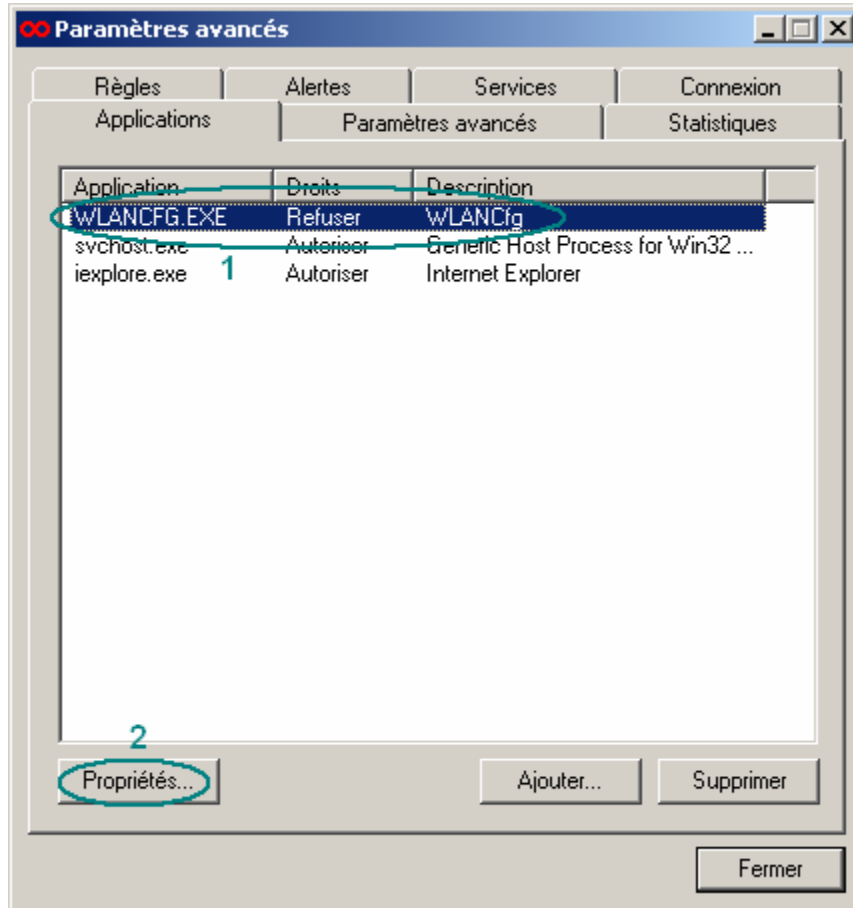 Paramètres avancés
Règles Alertes Services Connexion
Applications Paramètres avancés Statistiques
Application Droits Description
WLANCFG.EXE Refuser WLANCfg
svchost.exe Autoriser Generic Host Process for Win32 ...
iexplore.exe Autoriser Internet Explorer
1
2
Propriétés... Ajouter... Supprimer
Fermer